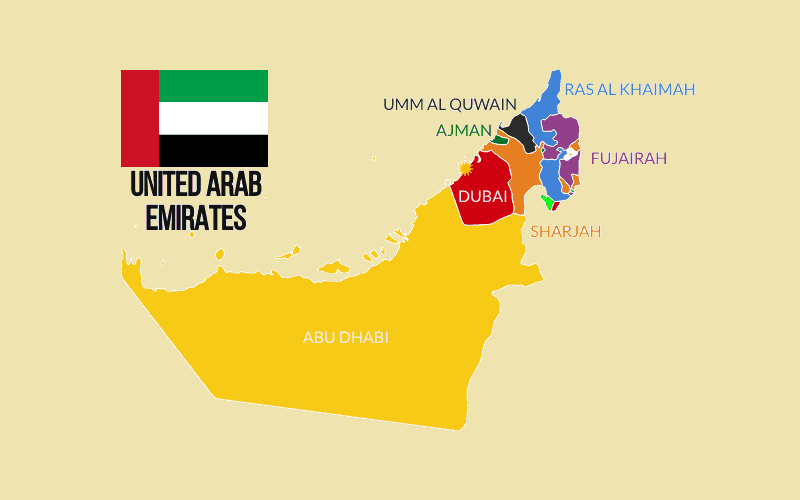 UNITED ARAB
EMIRATES
RAS AL KHAIMAH
UMM AL QUWAIN
AJMAN
FUJAIRAH
DUBAI
SHARJAH
ABU DHABI